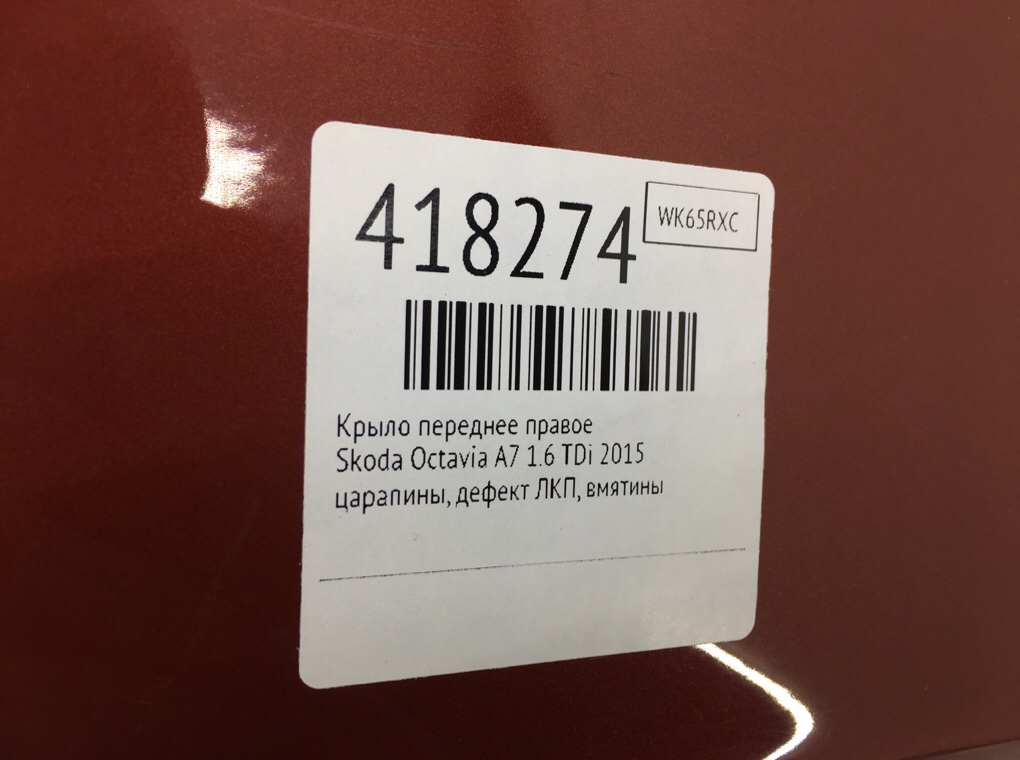 418274
WK65RXC
Крыло переднее правое
Skoda Octavia A7 1.6 TDi 2015
царапины, дефект ЛКП, вмятины